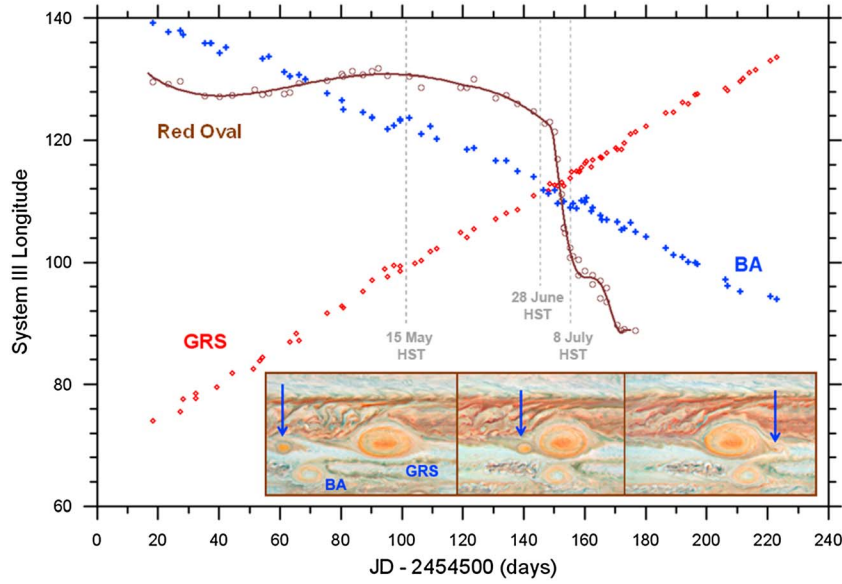 140
120
100
80
60
System III Longitude
Red Oval
GRS
BA
15 May
HST
28 June
HST
8 July
HST
BA
GRS
0 20 40 60 80 100 120 140 160 180 200 220 240
JD - 2454500 (days)